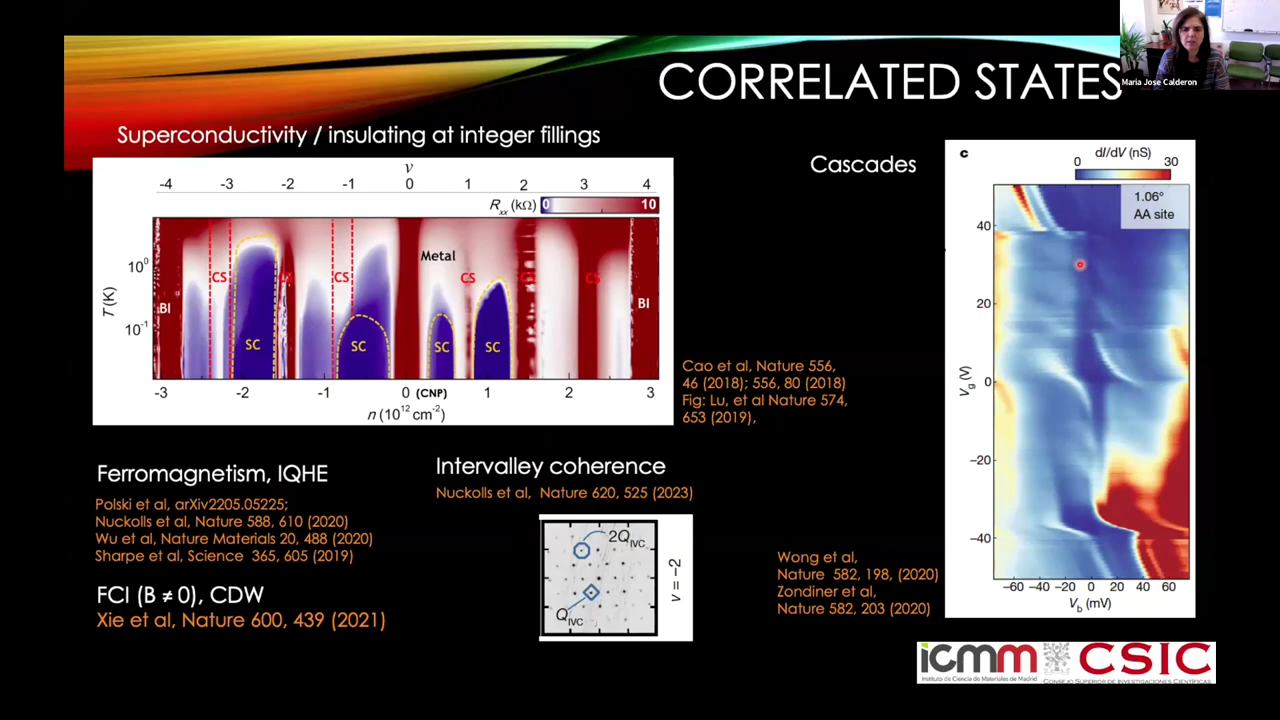 CORRELATED STATES
Maria Jose Calderon
Superconductivity / insulating at integer fillings
ν
-4 -3 -2 -1 0 1 2 3 4
Rxx (kΩ) 0 10
Metal
CS CS CS CS
BI BI
SC SC SC SC
T (K)
10⁰
10⁻¹
-3 -2 -1 0 (CNP) 1 2 3
n (10¹² cm⁻²)
Cao et al, Nature 556,
46 (2018); 556, 80 (2018)
Fig: Lu, et al Nature 574,
653 (2019),
Cascades
c
dI/dV (nS)
0 30
1.06°
AA site
40
20
0
-20
-40
Vg (V)
-60 -40 -20 0 20 40 60
Vb (mV)
Wong et al,
Nature 582, 198, (2020)
Zondiner et al,
Nature 582, 203 (2020)
Ferromagnetism, IQHE
Polski et al, arXiv2205.05225;
Nuckolls et al, Nature 588, 610 (2020)
Wu et al, Nature Materials 20, 488 (2020)
Sharpe et al, Science 365, 605 (2019)
FCI (B ≠ 0), CDW
Xie et al, Nature 600, 439 (2021)
Intervalley coherence
Nuckolls et al, Nature 620, 525 (2023)
2QIVC
QIVC
ν = −2
icmm
Instituto de Ciencia de Materiales de Madrid
CSIC
CONSEJO SUPERIOR DE INVESTIGACIONES CIENTÍFICAS